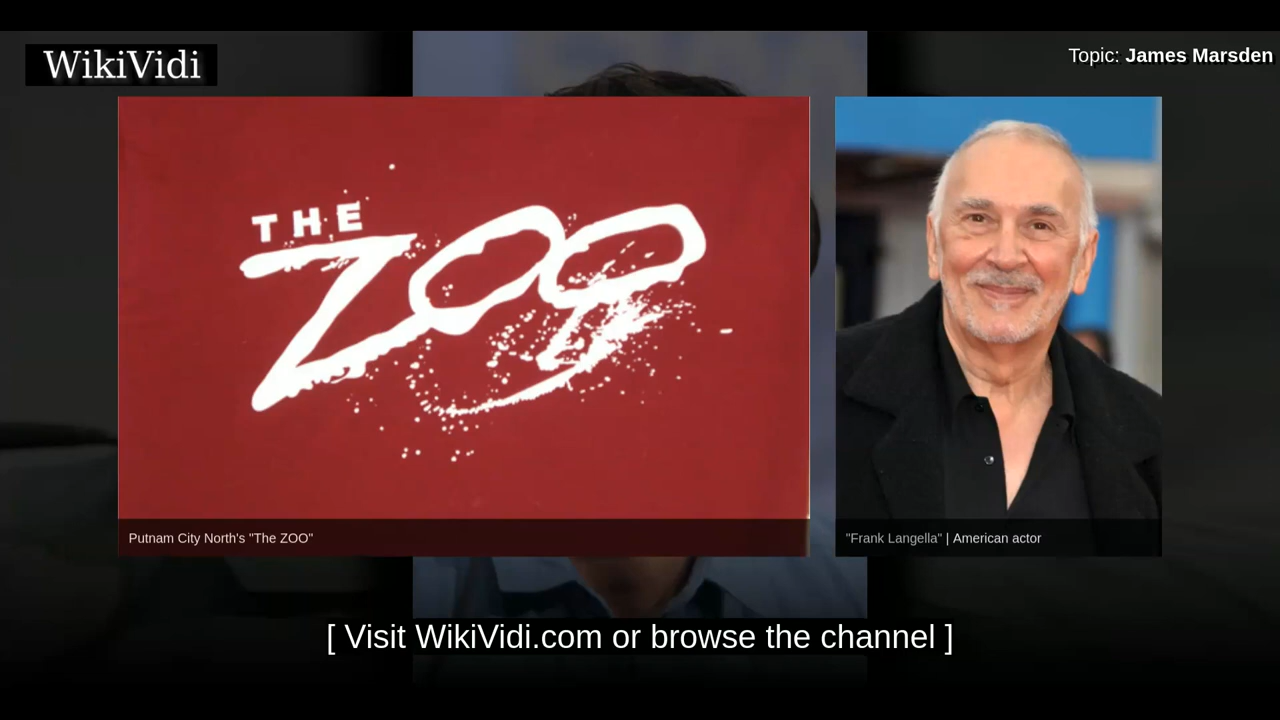 WikiVidi
Topic: James Marsden
THE
ZOO
Putnam City North's "The ZOO"
"Frank Langella" | American actor
[ Visit WikiVidi.com or browse the channel ]